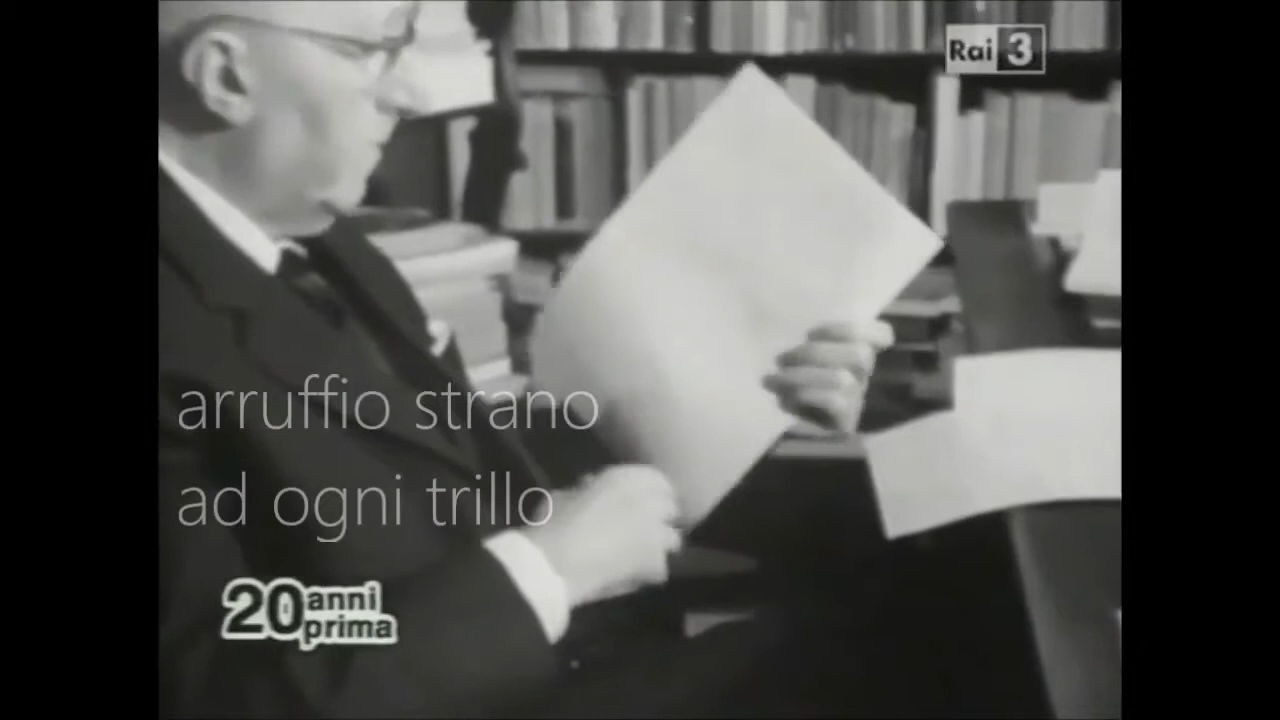 Rai 3
arruffio strano
ad ogni trillo
20 anni
prima